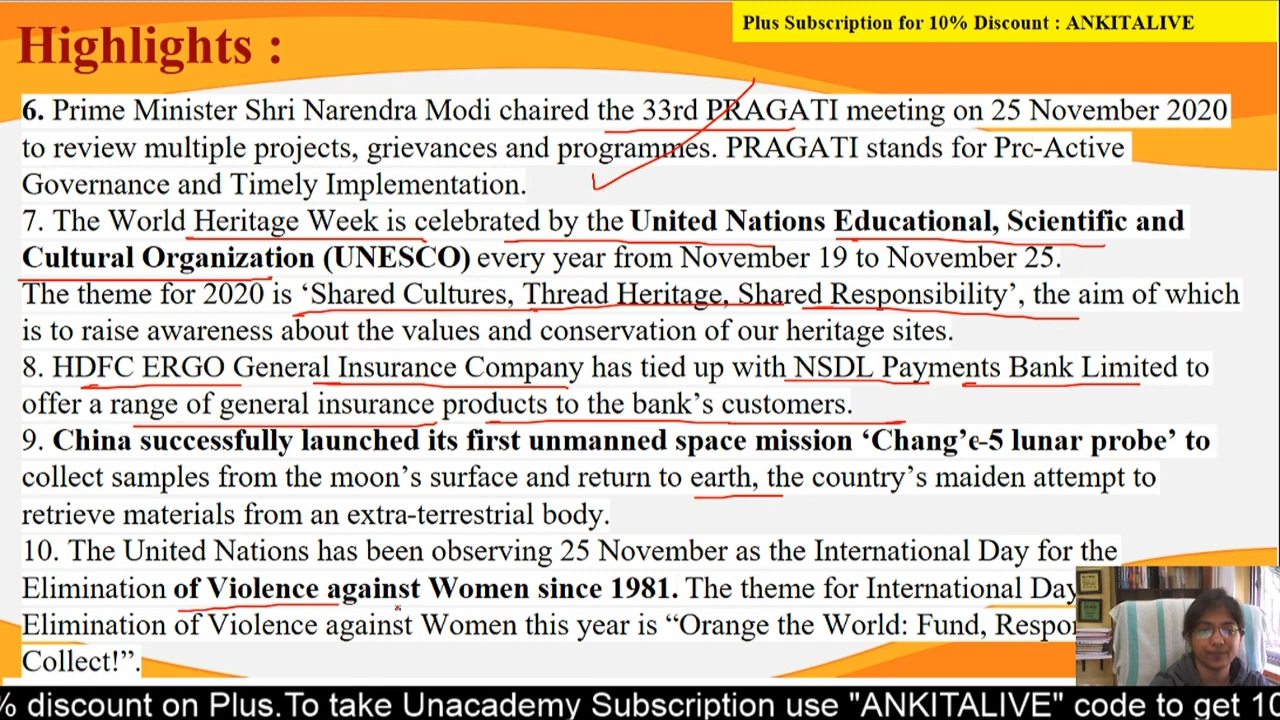 Plus Subscription for 10% Discount : ANKITALIVE
Highlights :
6. Prime Minister Shri Narendra Modi chaired the 33rd PRAGATI meeting on 25 November 2020
to review multiple projects, grievances and programmes. PRAGATI stands for Pro-Active
Governance and Timely Implementation.
7. The World Heritage Week is celebrated by the United Nations Educational, Scientific and
Cultural Organization (UNESCO) every year from November 19 to November 25.
The theme for 2020 is ‘Shared Cultures, Thread Heritage, Shared Responsibility’, the aim of which
is to raise awareness about the values and conservation of our heritage sites.
8. HDFC ERGO General Insurance Company has tied up with NSDL Payments Bank Limited to
offer a range of general insurance products to the bank’s customers.
9. China successfully launched its first unmanned space mission ‘Chang’e-5 lunar probe’ to
collect samples from the moon’s surface and return to earth, the country’s maiden attempt to
retrieve materials from an extra-terrestrial body.
10. The United Nations has been observing 25 November as the International Day for the
Elimination of Violence against Women since 1981. The theme for International Day
Elimination of Violence against Women this year is “Orange the World: Fund, Respon
Collect!”.
% discount on Plus.To take Unacademy Subscription use "ANKITALIVE" code to get 10